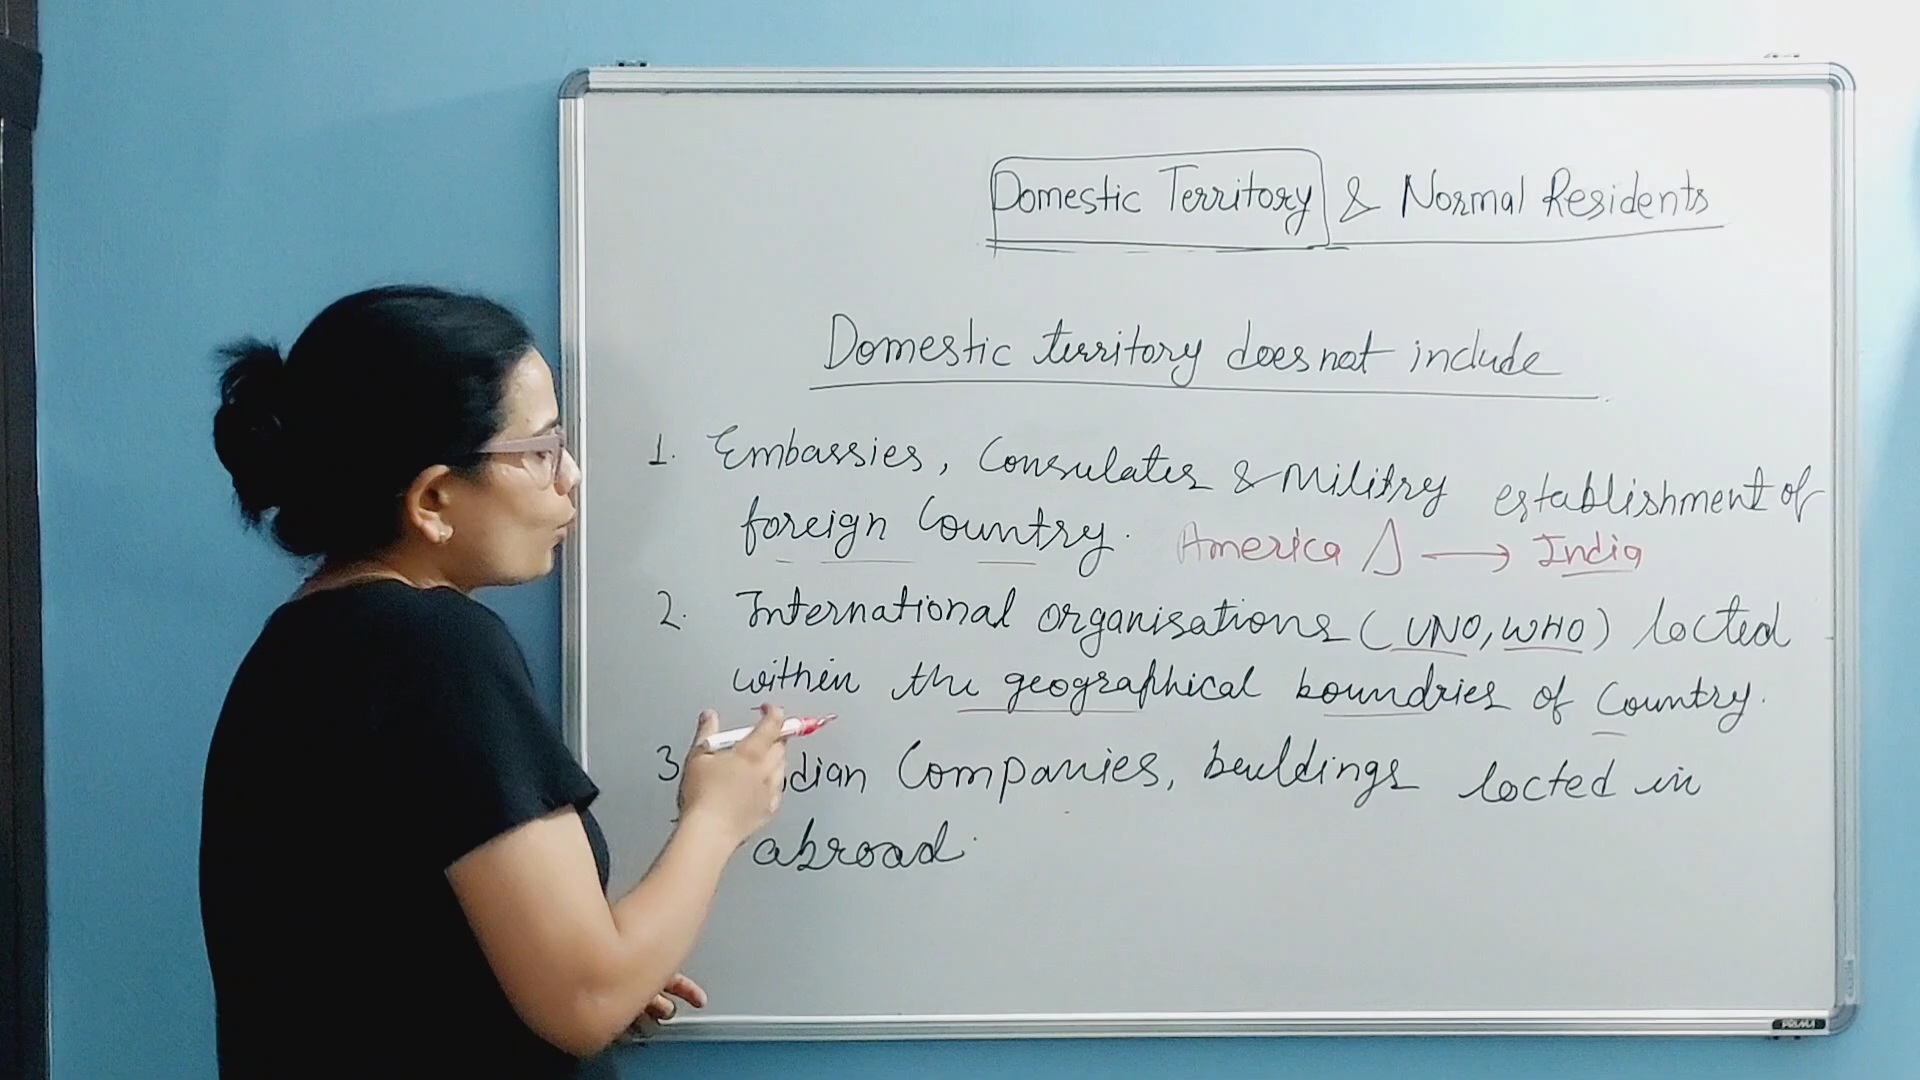 Domestic Territory & Normal Residents
Domestic territory does not include
1. Embassies, Consulates & Militry establishment of
foreign Country. America → India
2. International organisations (UNO, WHO) locted
within the geographical boundries of Country.
3 dian Companies, buildings locted in
abroad.
PRIMA